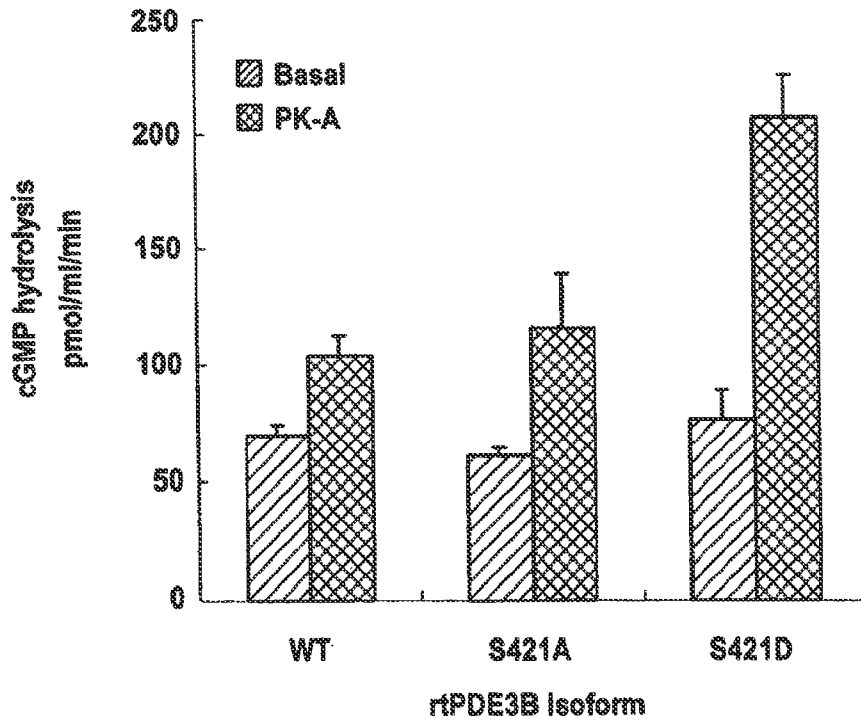 250
200
150
100
50
0
Basal
PK-A
cGMP hydrolysis
pmol/ml/min
WT
S421A
S421D
rtPDE3B Isoform